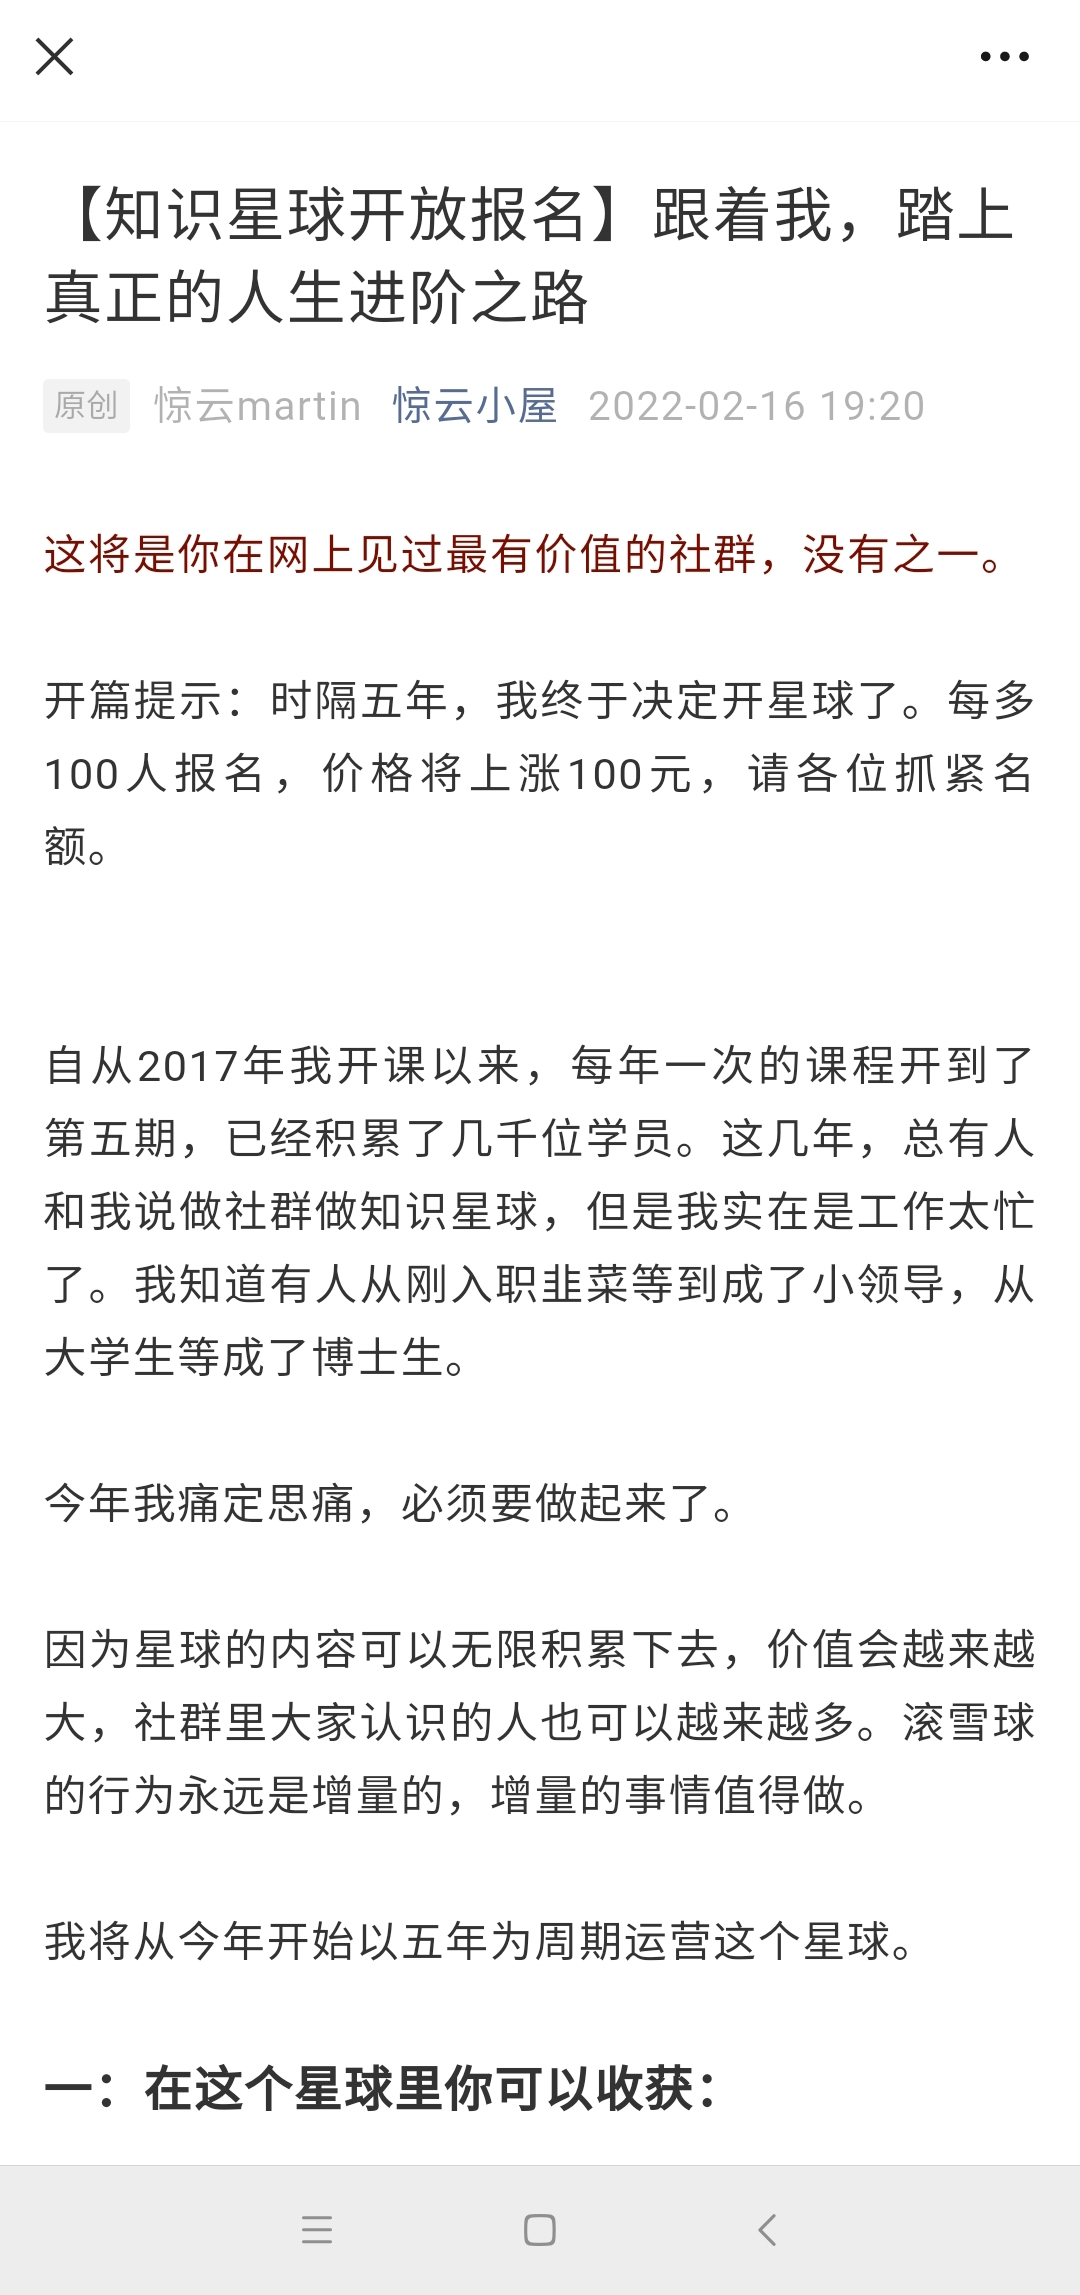 【知识星球开放报名】跟着我，踏上
真正的人生进阶之路
原创 惊云martin 惊云小屋 2022-02-16 19:20
这将是你在网上见过最有价值的社群，没有之一。
开篇提示：时隔五年，我终于决定开星球了。每多
100人报名，价格将上涨100元，请各位抓紧名
额。
自从2017年我开课以来，每年一次的课程开到了
第五期，已经积累了几千位学员。这几年，总有人
和我说做社群做知识星球，但是我实在是工作太忙
了。我知道有人从刚入职韭菜等到成了小领导，从
大学生等成了博士生。
今年我痛定思痛，必须要做起来了。
因为星球的内容可以无限积累下去，价值会越来越
大，社群里大家认识的人也可以越来越多。滚雪球
的行为永远是增量的，增量的事情值得做。
我将从今年开始以五年为周期运营这个星球。
一：在这个星球里你可以收获：